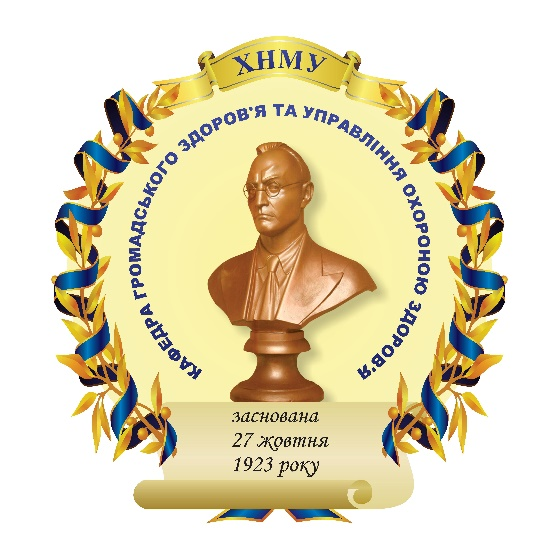 ХНМУ
КАФЕДРА ГРОМАДСЬКОГО ЗДОРОВ'Я ТА УПРАВЛІННЯ ОХОРОНОЮ ЗДОРОВ'Я
заснована
27 жовтня
1923 року